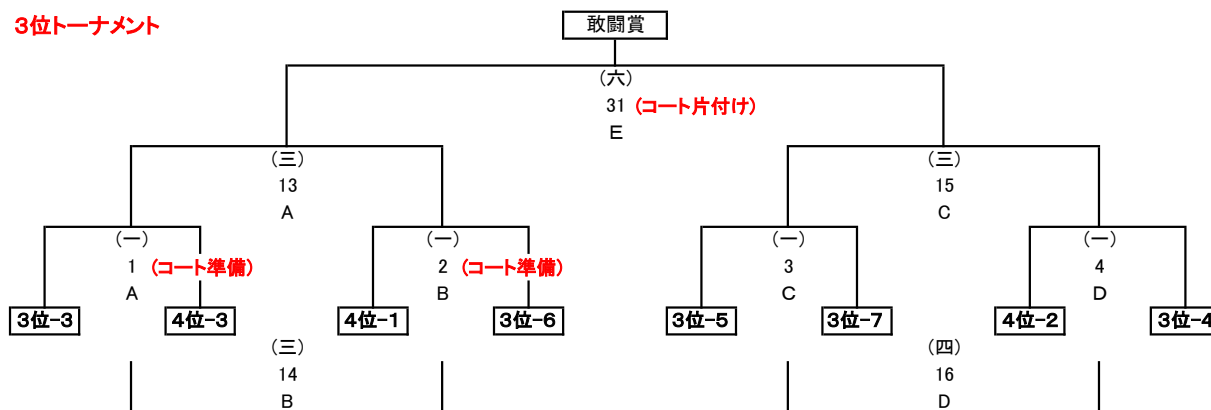 3位トーナメント
敢闘賞
(六)
31 (コート片付け)
E
(三) (三)
13 15
A C
(一) (一) (一) (一)
1 (コート準備) 2 (コート準備) 3 4
A B C D
3位-3 4位-3 4位-1 3位-6 3位-5 3位-7 4位-2 3位-4
(三) (四)
14 16
B D